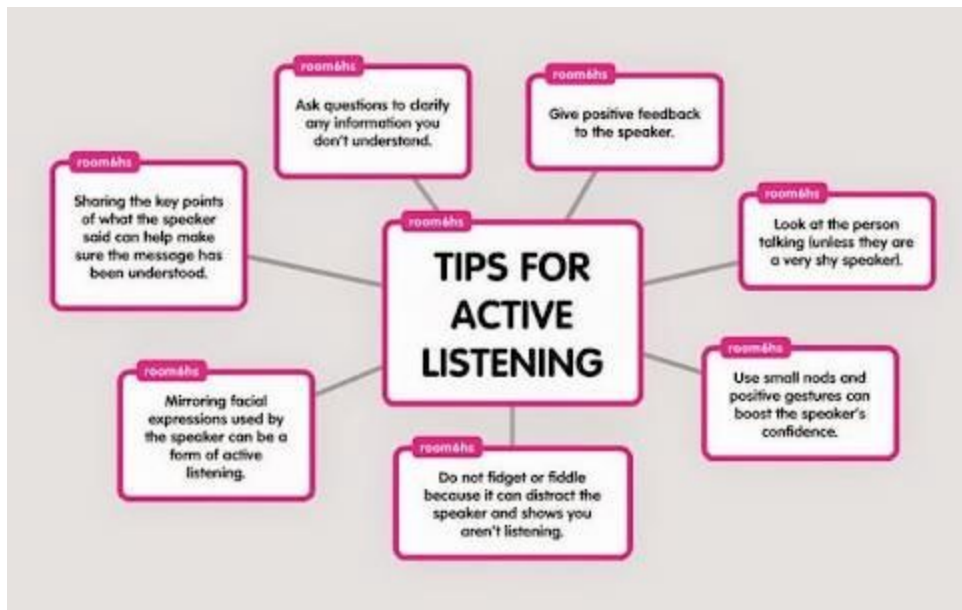 room6hs
Ask questions to clarify
any information you
don't understand.
room6hs
Give positive feedback
to the speaker.
room6hs
Sharing the key points
of what the speaker
said can help make
sure the message has
been understood.
room6hs
TIPS FOR
ACTIVE
LISTENING
room6hs
Look at the person
talking (unless they are
a very shy speaker).
room6hs
Mirroring facial
expressions used by
the speaker can be a
form of active
listening.
room6hs
Use small nods and
positive gestures can
boost the speaker's
confidence.
room6hs
Do not fidget or fiddle
because it can distract the
speaker and shows you
aren't listening.